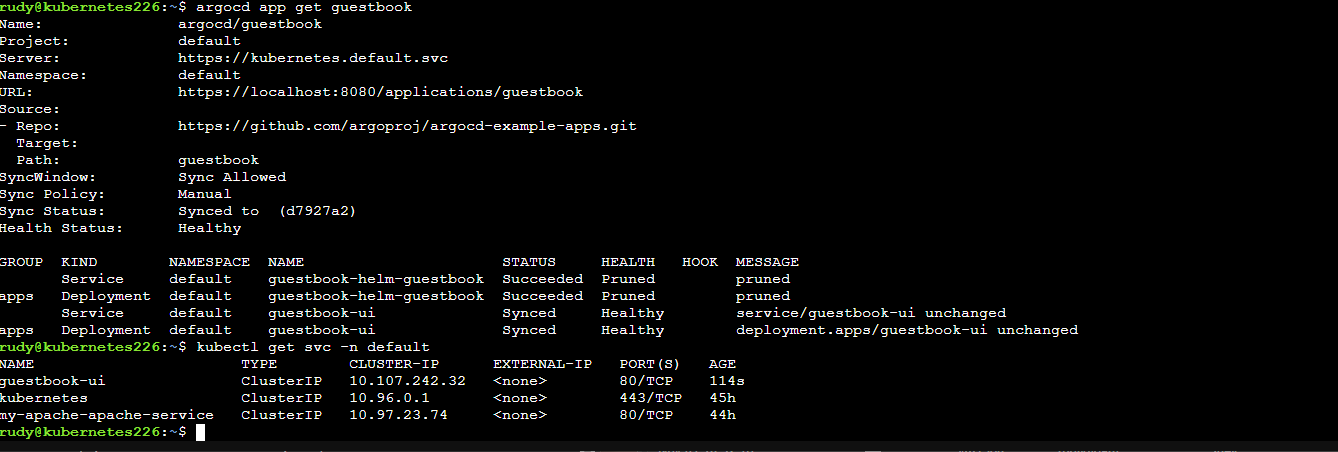 rudy@kubernetes226:~$ argocd app get guestbook
Name:               argocd/guestbook
Project:            default
Server:             https://kubernetes.default.svc
Namespace:          default
URL:                https://localhost:8080/applications/guestbook
Source:
- Repo:             https://github.com/argoproj/argocd-example-apps.git
  Target:
  Path:             guestbook
SyncWindow:         Sync Allowed
Sync Policy:        Manual
Sync Status:        Synced to  (d7927a2)
Health Status:      Healthy
GROUP  KIND        NAMESPACE  NAME                    STATUS     HEALTH   HOOK  MESSAGE
       Service     default    guestbook-helm-guestbook  Succeeded  Pruned         pruned
apps   Deployment  default    guestbook-helm-guestbook  Succeeded  Pruned         pruned
       Service     default    guestbook-ui              Synced     Healthy        service/guestbook-ui unchanged
apps   Deployment  default    guestbook-ui              Synced     Healthy        deployment.apps/guestbook-ui unchanged
rudy@kubernetes226:~$ kubectl get svc -n default
NAME                       TYPE        CLUSTER-IP      EXTERNAL-IP   PORT(S)   AGE
guestbook-ui               ClusterIP   10.107.242.32   <none>        80/TCP    114s
kubernetes                 ClusterIP   10.96.0.1       <none>        443/TCP   45h
my-apache-apache-service   ClusterIP   10.97.23.74     <none>        80/TCP    44h
rudy@kubernetes226:~$